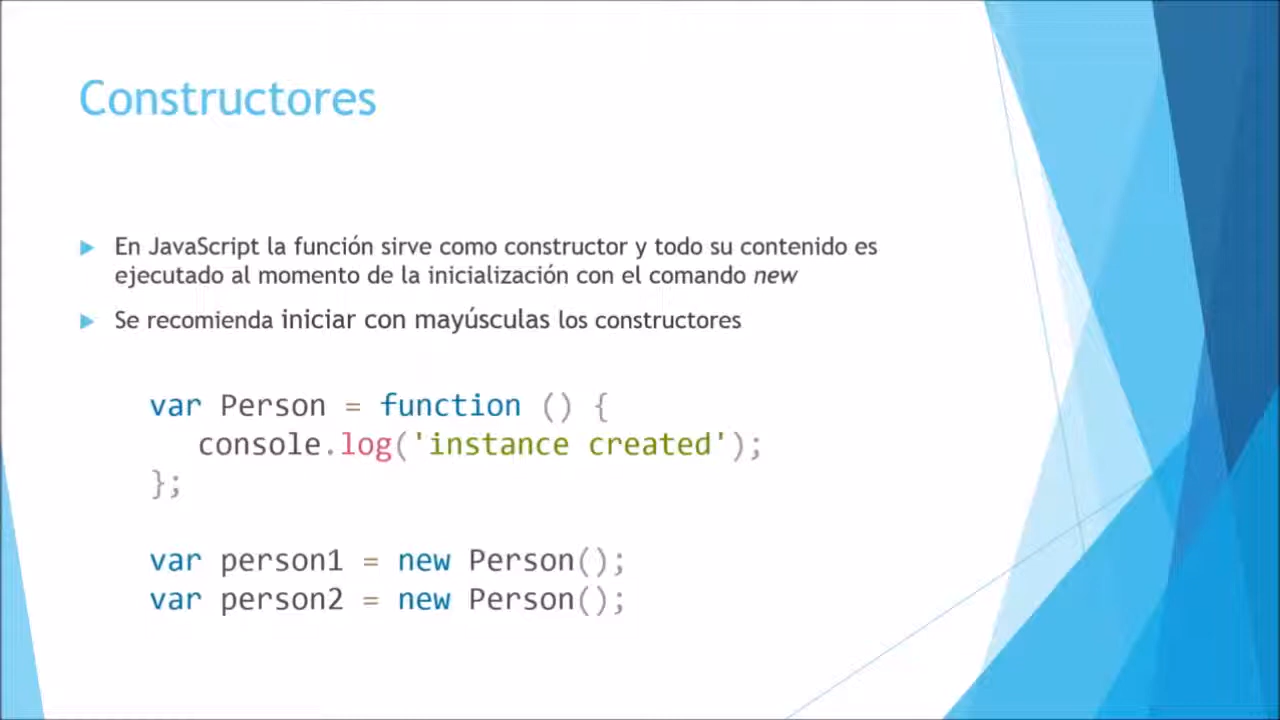 Constructores
En JavaScript la función sirve como constructor y todo su contenido es
ejecutado al momento de la inicialización con el comando new
Se recomienda iniciar con mayúsculas los constructores
var Person = function () {
console.log('instance created');
};
var person1 = new Person();
var person2 = new Person();